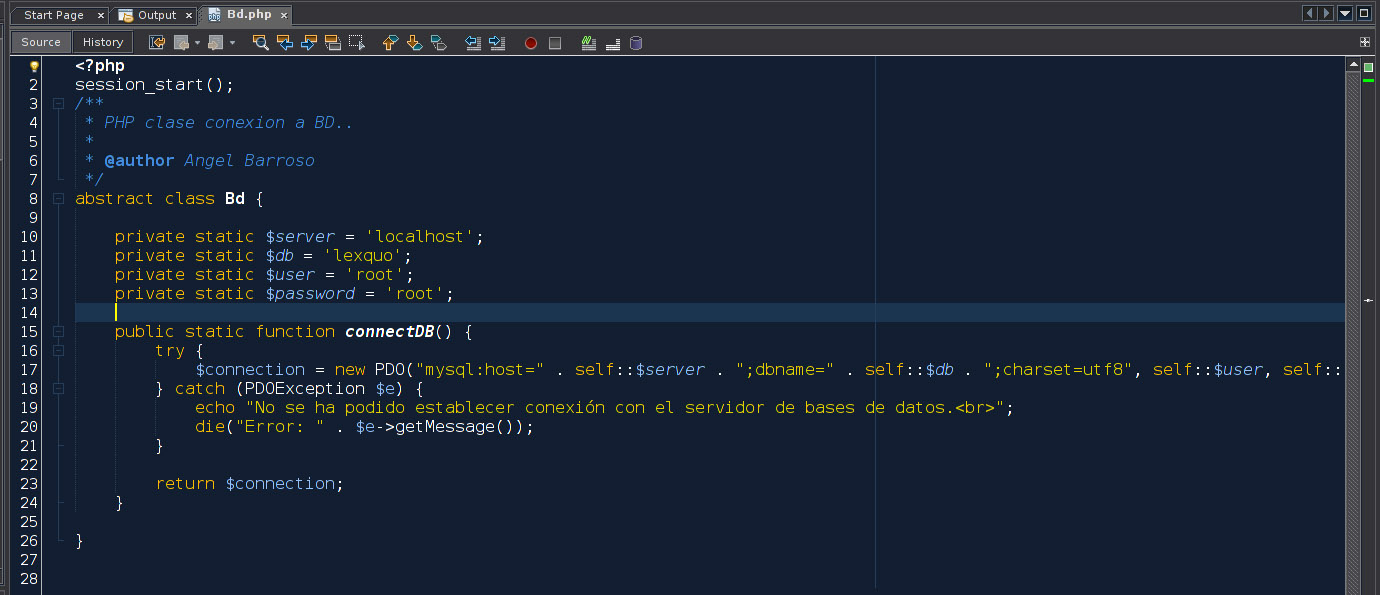 Start Page × Output × Bd.php ×
Source History
<?php
2 session_start();
3 /**
4 * PHP clase conexion a BD..
5 *
6 * @author Angel Barroso
7 */
8 abstract class Bd {
9
10 private static $server = 'localhost';
11 private static $db = 'lexquo';
12 private static $user = 'root';
13 private static $password = 'root';
14
15 public static function connectDB() {
16 try {
17 $connection = new PDO("mysql:host=" . self::$server . ";dbname=" . self::$db . ";charset=utf8", self::$user, self::
18 } catch (PDOException $e) {
19 echo "No se ha podido establecer conexión con el servidor de bases de datos.<br>";
20 die("Error: " . $e->getMessage());
21 }
22
23 return $connection;
24 }
25
26 }
27
28